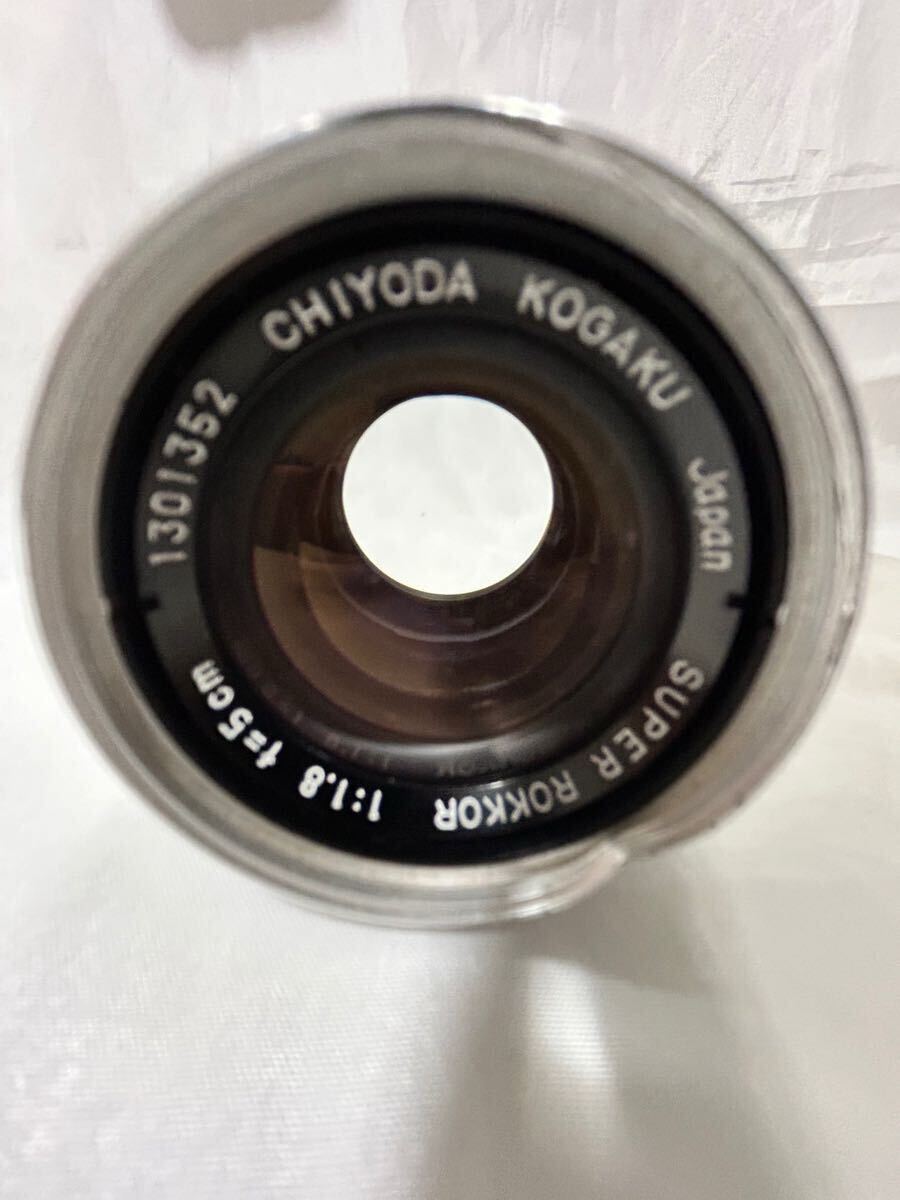 1301352 CHIYODA KOGAKU Japan
SUPER ROKKOR 1:1.8 f=5cm